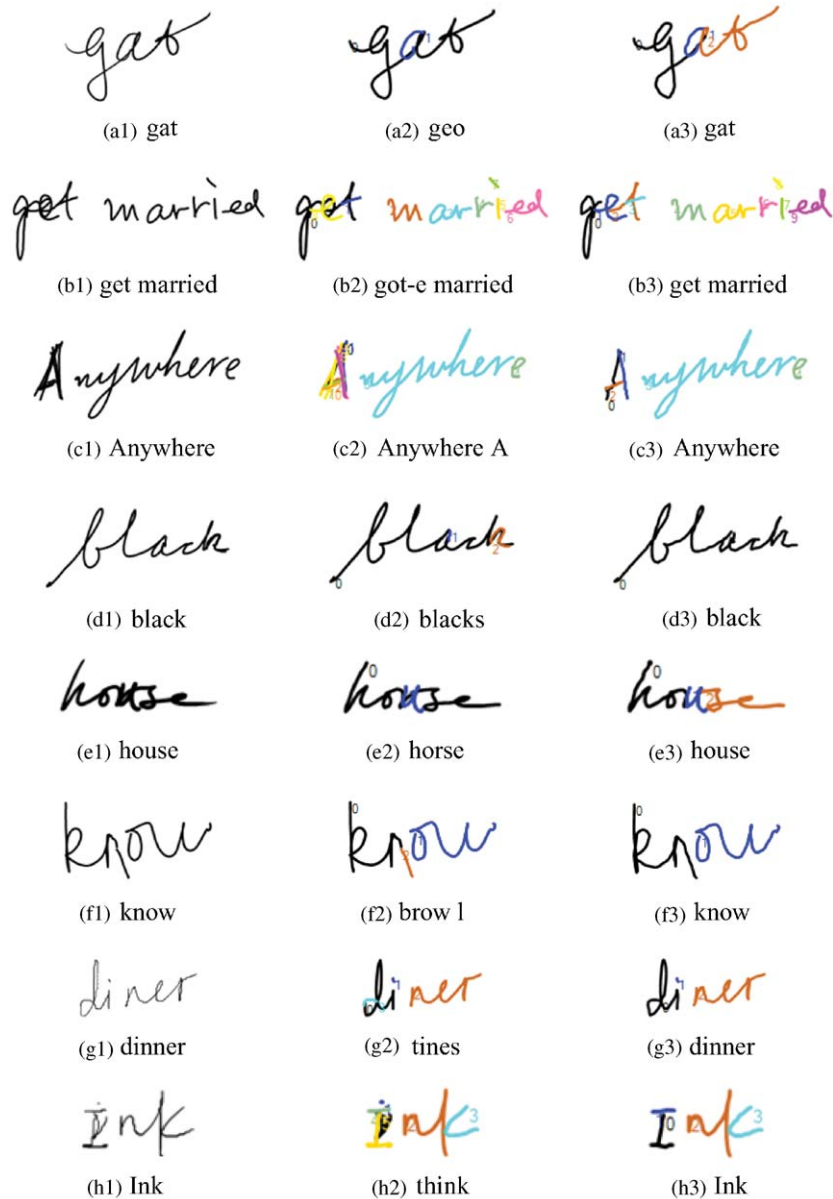 gat gat gat
(a1) gat (a2) geo (a3) gat
get married get married get married
(b1) get married (b2) got-e married (b3) get married
Anywhere Anywhere Anywhere
(c1) Anywhere (c2) Anywhere A (c3) Anywhere
black black black
(d1) black (d2) blacks (d3) black
house house house
(e1) house (e2) horse (e3) house
know know know
(f1) know (f2) brow l (f3) know
diner diner diner
(g1) dinner (g2) tines (g3) dinner
Ink Ink Ink
(h1) Ink (h2) think (h3) Ink